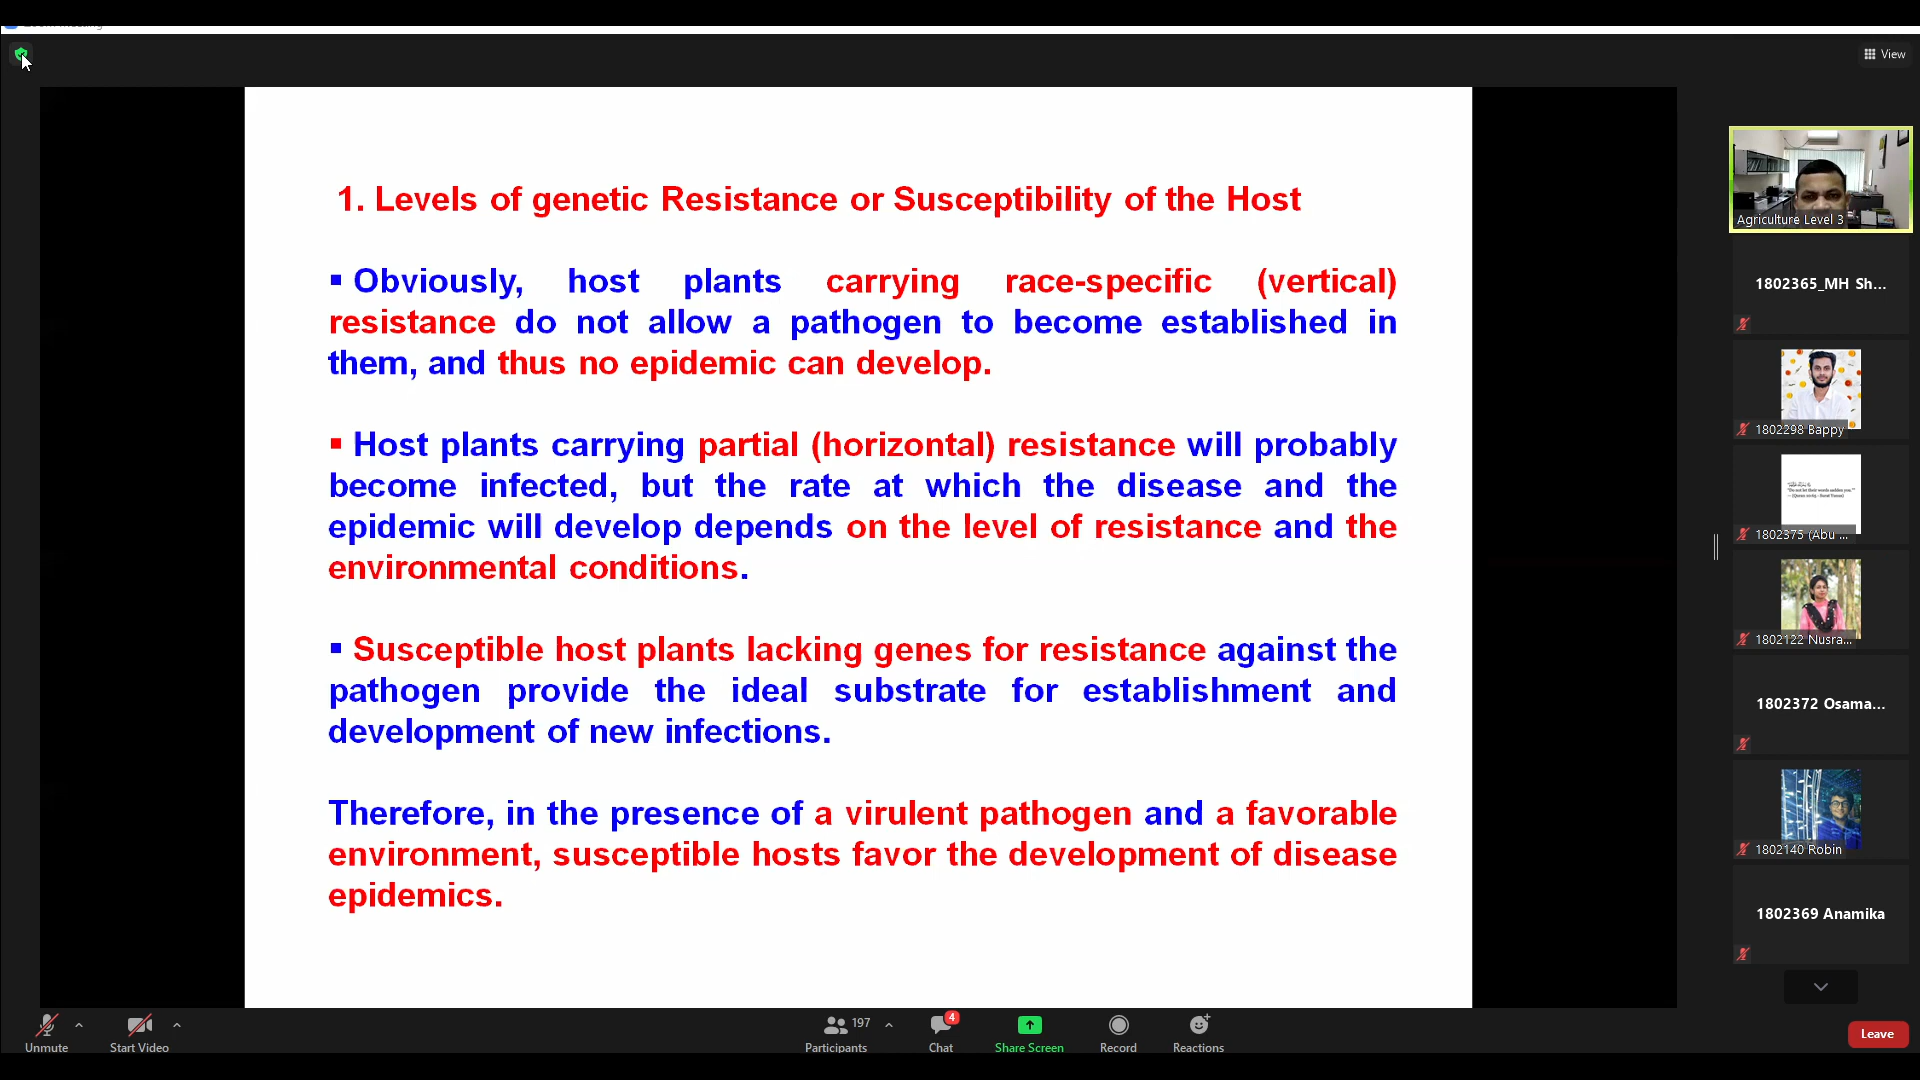 View
1. Levels of genetic Resistance or Susceptibility of the Host
▪ Obviously, host plants carrying race-specific (vertical)
resistance do not allow a pathogen to become established in
them, and thus no epidemic can develop.
▪ Host plants carrying partial (horizontal) resistance will probably
become infected, but the rate at which the disease and the
epidemic will develop depends on the level of resistance and the
environmental conditions.
▪ Susceptible host plants lacking genes for resistance against the
pathogen provide the ideal substrate for establishment and
development of new infections.
Therefore, in the presence of a virulent pathogen and a favorable
environment, susceptible hosts favor the development of disease
epidemics.
Agriculture Level 3
1802365_MH Sh...
1802298 Bappy
1802375 (Abu ...
1802122 Nusra...
1802372 Osama...
1802140 Robin
1802369 Anamika
Unmute
Start Video
197
Participants
4
Chat
Share Screen
Record
Reactions
Leave